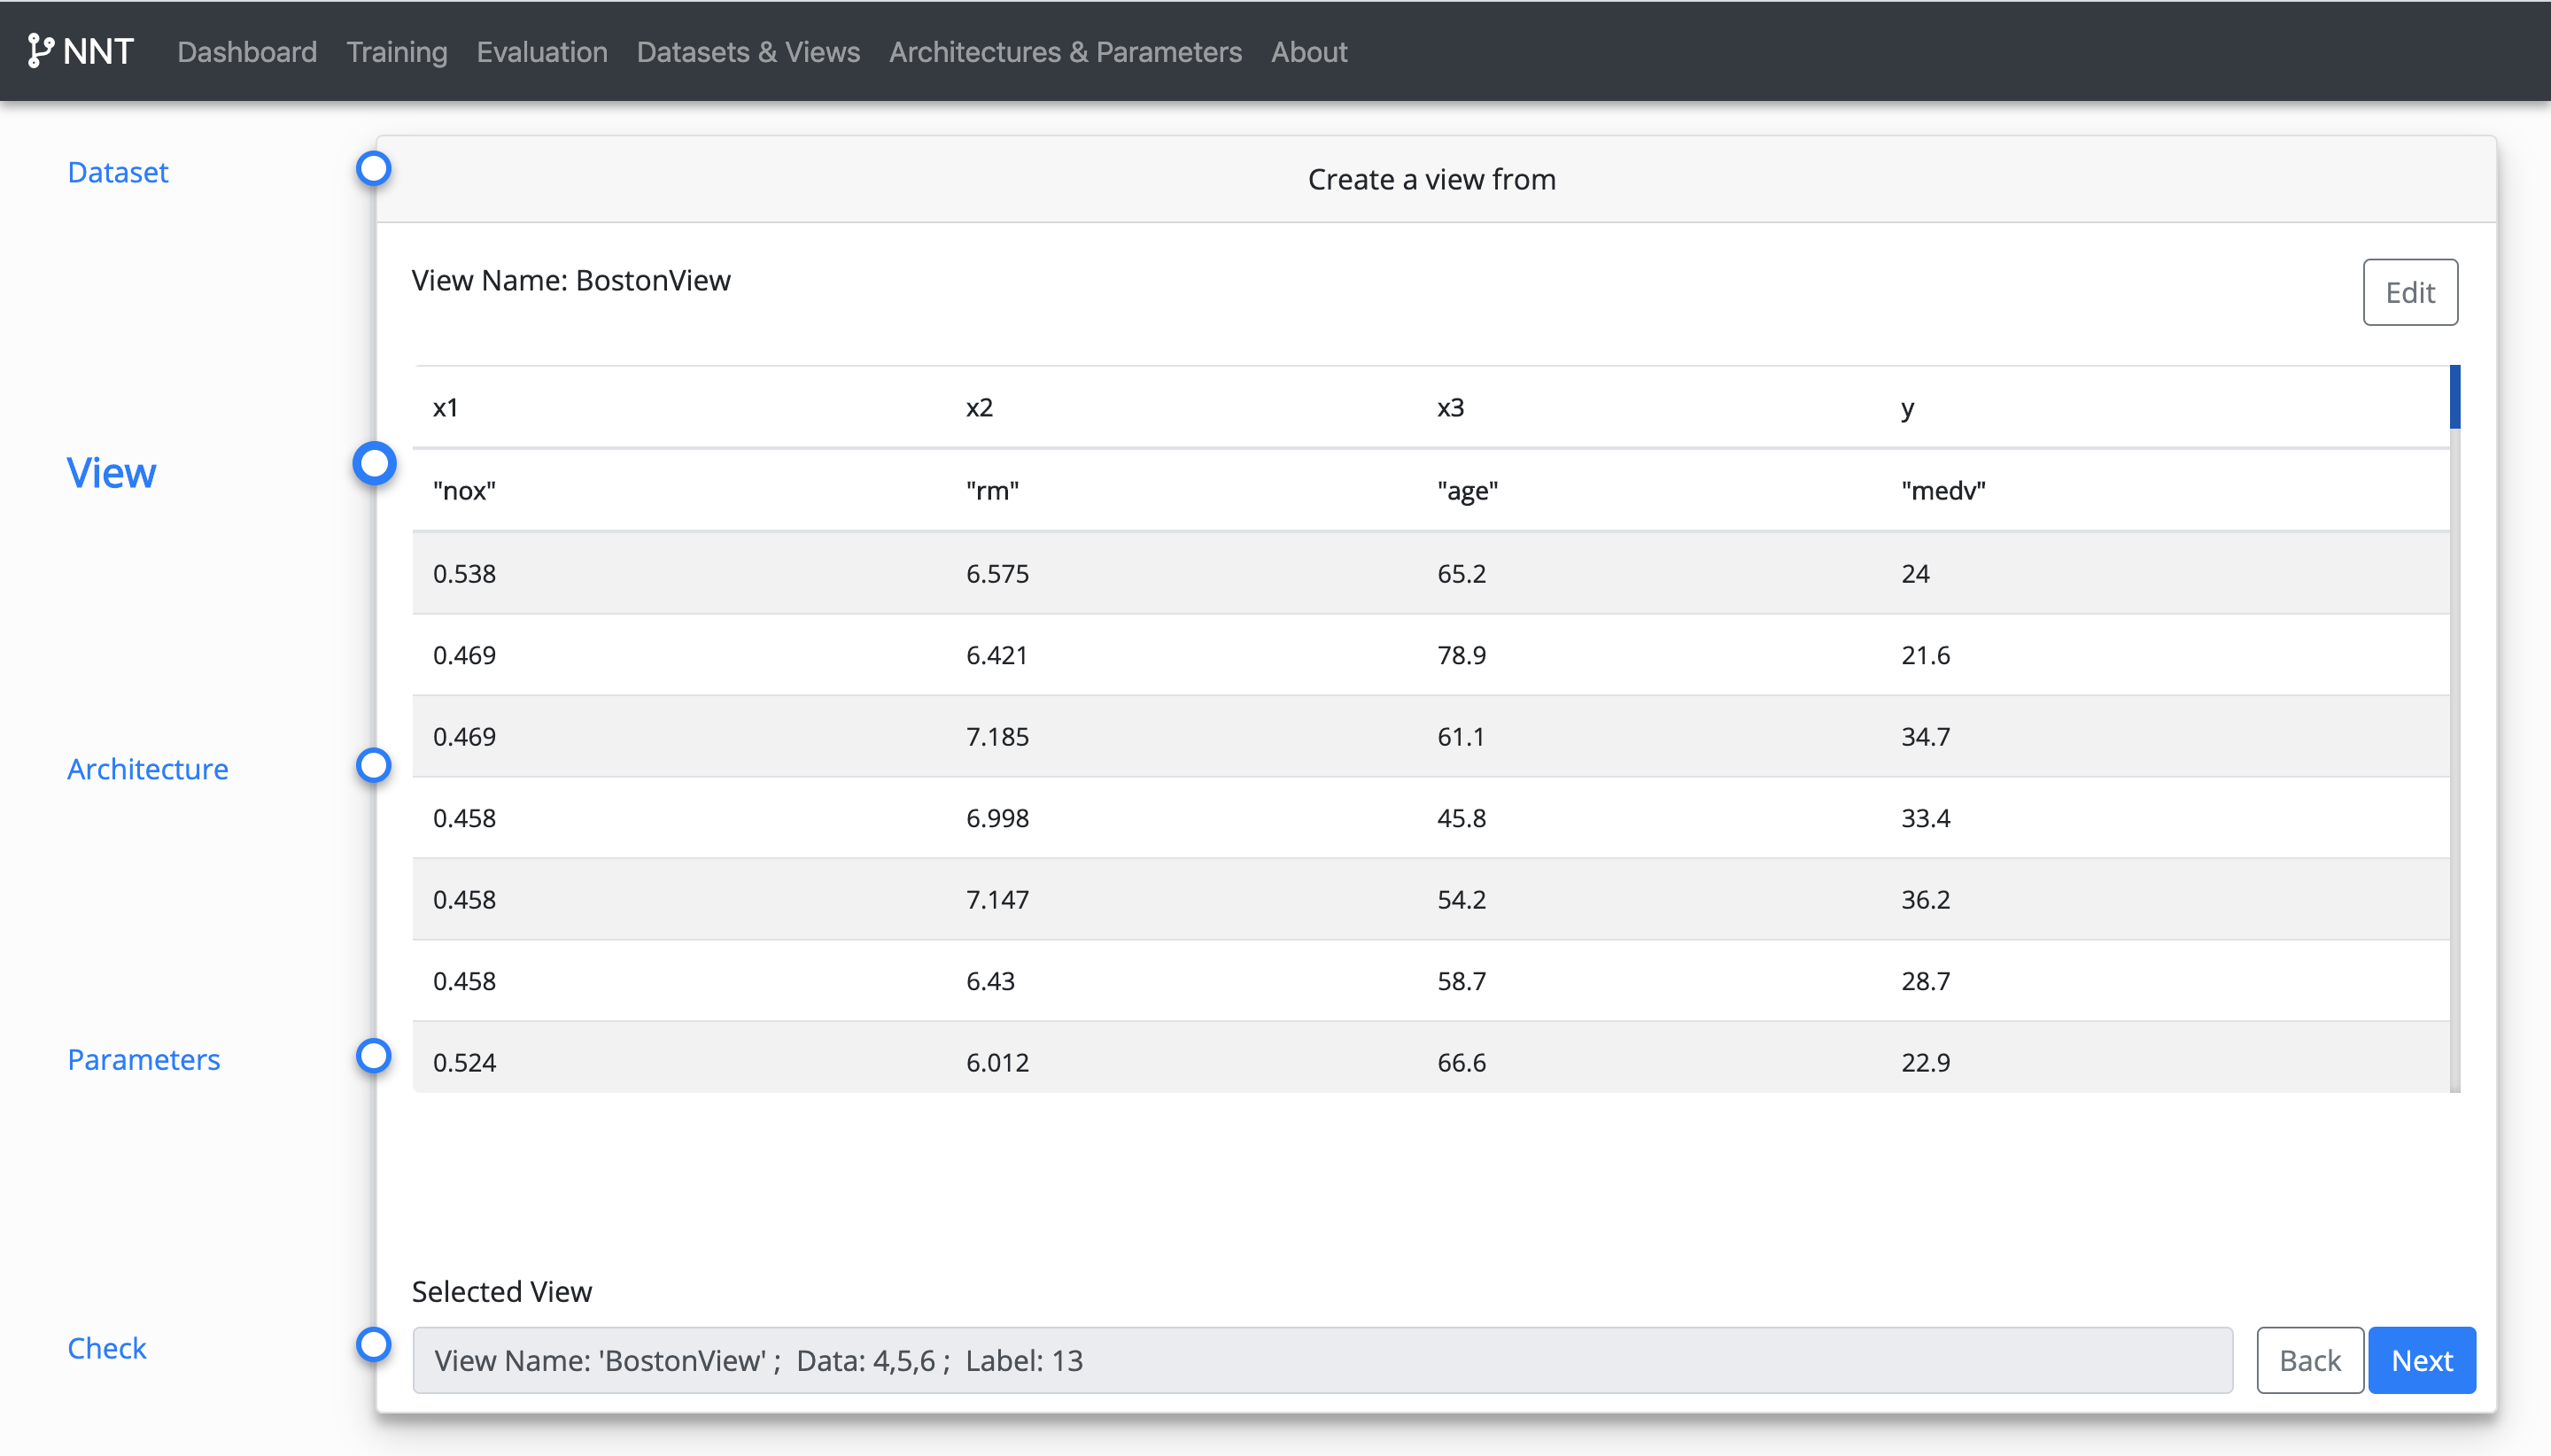 NNT Dashboard Training Evaluation Datasets & Views Architectures & Parameters About
Dataset
View
Architecture
Parameters
Check
Create a view from
View Name: BostonView Edit
x1 x2 x3 y
"nox" "rm" "age" "medv"
0.538 6.575 65.2 24
0.469 6.421 78.9 21.6
0.469 7.185 61.1 34.7
0.458 6.998 45.8 33.4
0.458 7.147 54.2 36.2
0.458 6.43 58.7 28.7
0.524 6.012 66.6 22.9
Selected View
View Name: 'BostonView' ; Data: 4,5,6 ; Label: 13 Back Next